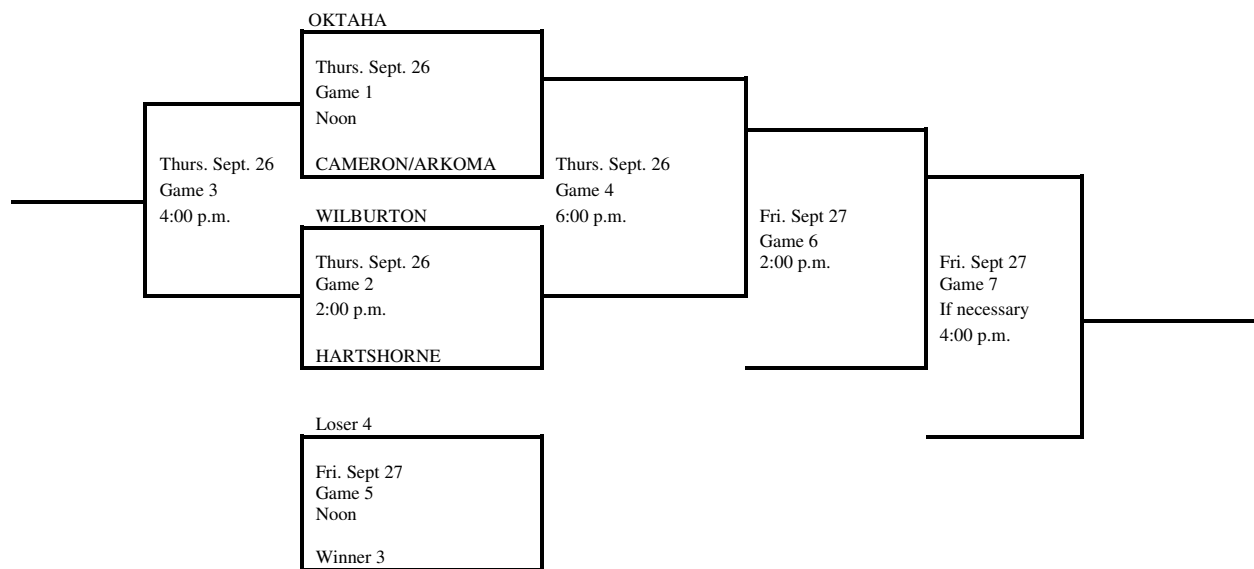 OKTAHA
Thurs. Sept. 26
Game 1
Noon
CAMERON/ARKOMA
Thurs. Sept. 26
Game 3
4:00 p.m.
WILBURTON
Thurs. Sept. 26
Game 2
2:00 p.m.
HARTSHORNE
Thurs. Sept. 26
Game 4
6:00 p.m.
Fri. Sept 27
Game 6
2:00 p.m.
Fri. Sept 27
Game 7
If necessary
4:00 p.m.
Loser 4
Fri. Sept 27
Game 5
Noon
Winner 3